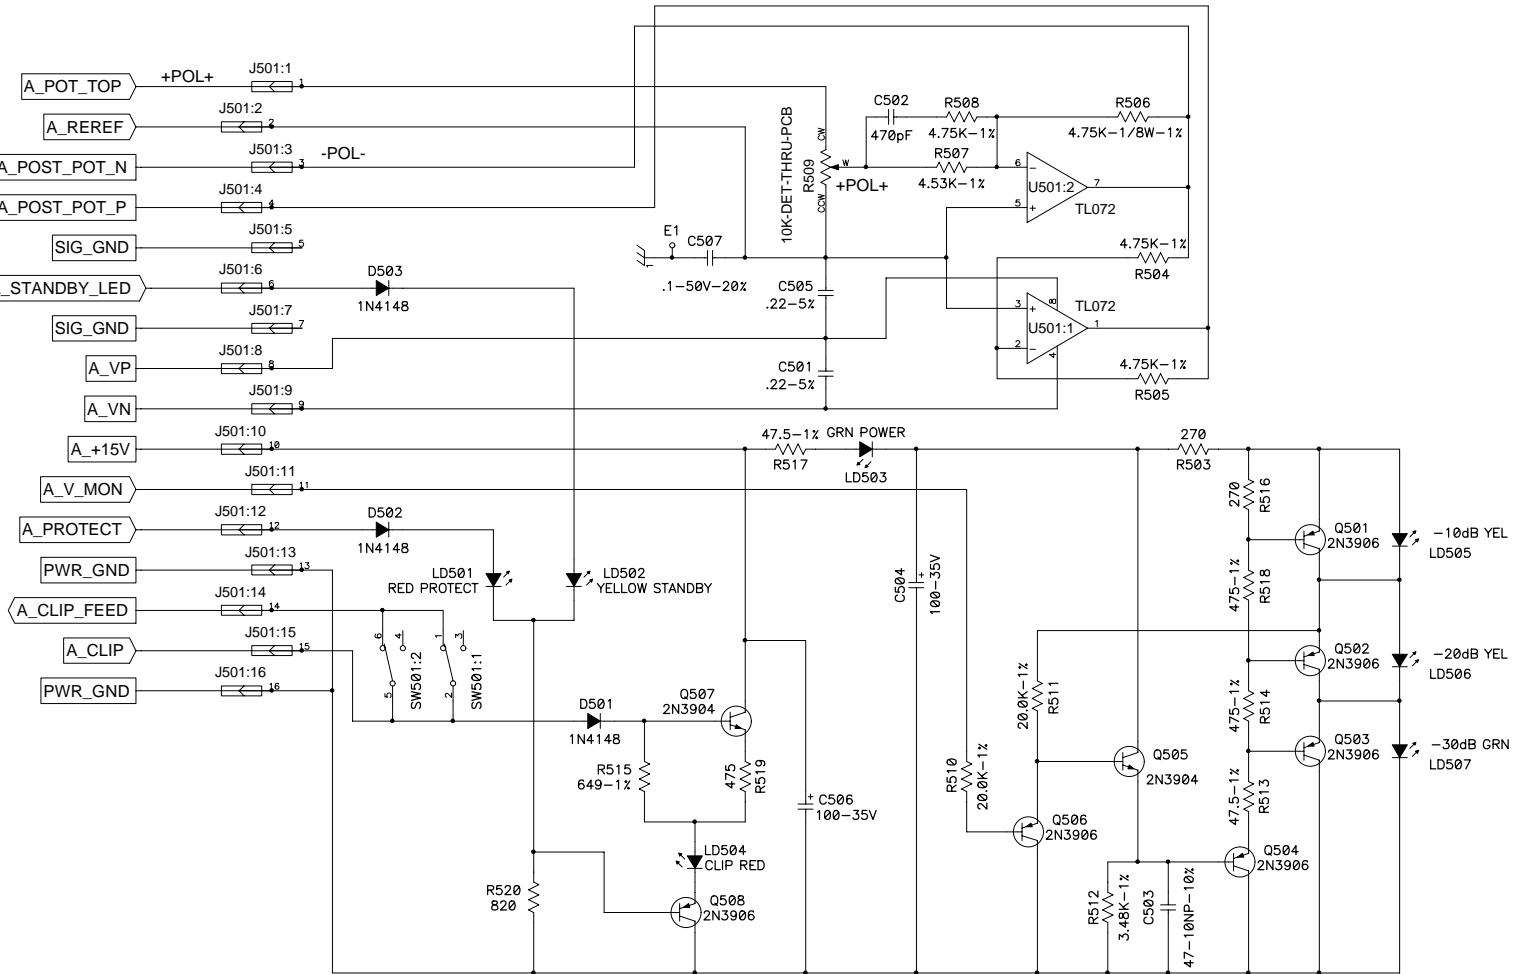 A_POT_TOP +POL+ J501:1 1
A_REREF J501:2 2
A_POST_POT_N J501:3 3 -POL-
A_POST_POT_P J501:4 4
SIG_GND J501:5 5
_STANDBY_LED J501:6 6
SIG_GND J501:7 7
A_VP J501:8 8
A_VN J501:9 9
A_+15V J501:10 10
A_V_MON J501:11 11
A_PROTECT J501:12 12
PWR_GND J501:13 13
A_CLIP_FEED J501:14 14
A_CLIP J501:15 15
PWR_GND J501:16 16
D503
1N4148
D502
1N4148
LD501
RED PROTECT
LD502
YELLOW STANDBY
6 4
5
SW501:2
1 3
2
SW501:1
D501
1N4148
R515
649-1%
Q507
2N3904
475
R519
LD504
CLIP RED
Q508
2N3906
R520
820
C506
+
100-35V
E1
1
C507
.1-50V-20%
10K-DET-THRU-PCB
R509
CW
W
CCW
+POL+
C502
470pF
R508
4.75K-1%
R507
4.53K-1%
R506
4.75K-1/8W-1%
6 -
5 +
U501:2
7
TL072
4.75K-1%
R504
C505
.22-5%
C501
.22-5%
3 +
2 -
8
4
U501:1
1
TL072
4.75K-1%
R505
47.5-1%
R517
GRN POWER
LD503
270
R503
C504
+
100-35V
270
R516
475-1%
R518
475-1%
R514
47.5-1%
R513
Q501
2N3906
Q502
2N3906
Q503
2N3906
Q504
2N3906
-10dB YEL
LD505
-20dB YEL
LD506
-30dB GRN
LD507
20.0K-1%
R511
R510
20.0K-1%
Q505
2N3904
Q506
2N3906
R512
3.48K-1%
C503
47-10NP-10%